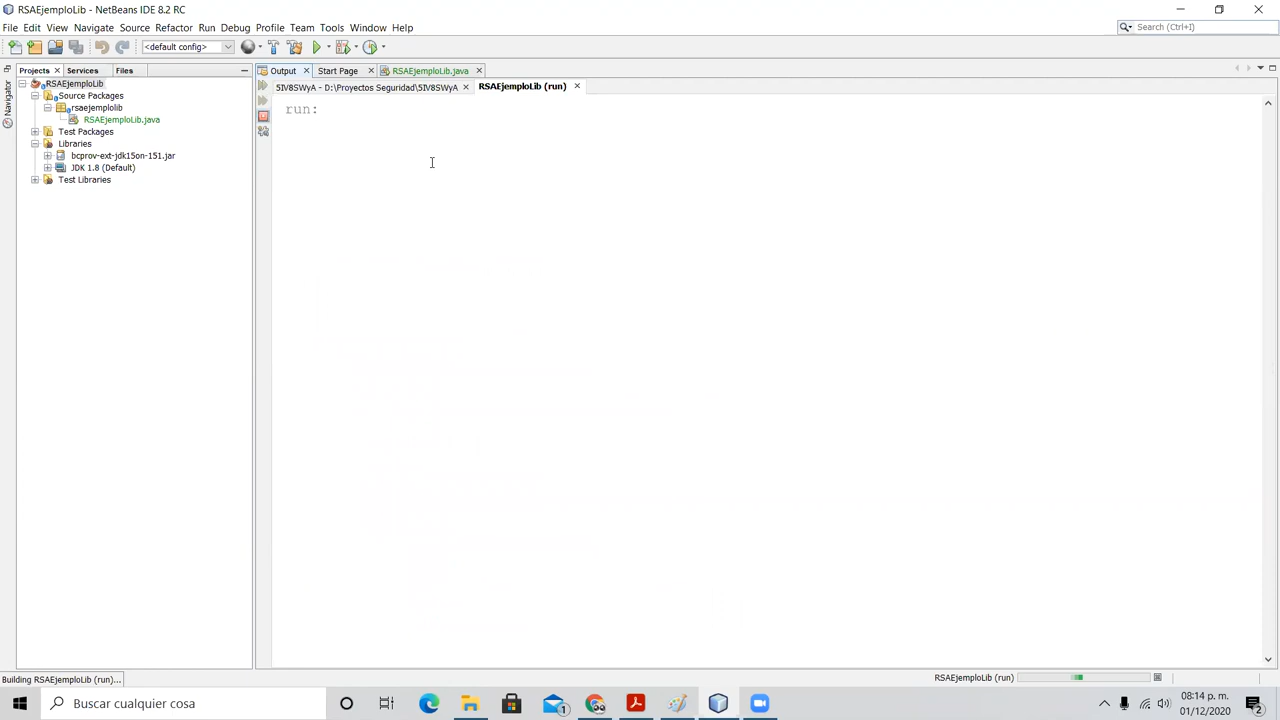 RSAEjemploLib - NetBeans IDE 8.2 RC
File Edit View Navigate Source Refactor Run Debug Profile Team Tools Window Help
Search (Ctrl+I)
<default config>
Projects Services Files
Output Start Page RSAEjemploLib.java
Navigator
RSAEjemploLib
Source Packages
rsaejemplolib
RSAEjemploLib.java
Test Packages
Libraries
bcprov-ext-jdk15on-151.jar
JDK 1.8 (Default)
Test Libraries
5IV8SWyA - D:\Proyectos Seguridad\5IV8SWyA RSAEjemploLib (run)
run:
Building RSAEjemploLib (run)...
RSAEjemploLib (run)
Buscar cualquier cosa
1
08:14 p. m.
01/12/2020
2